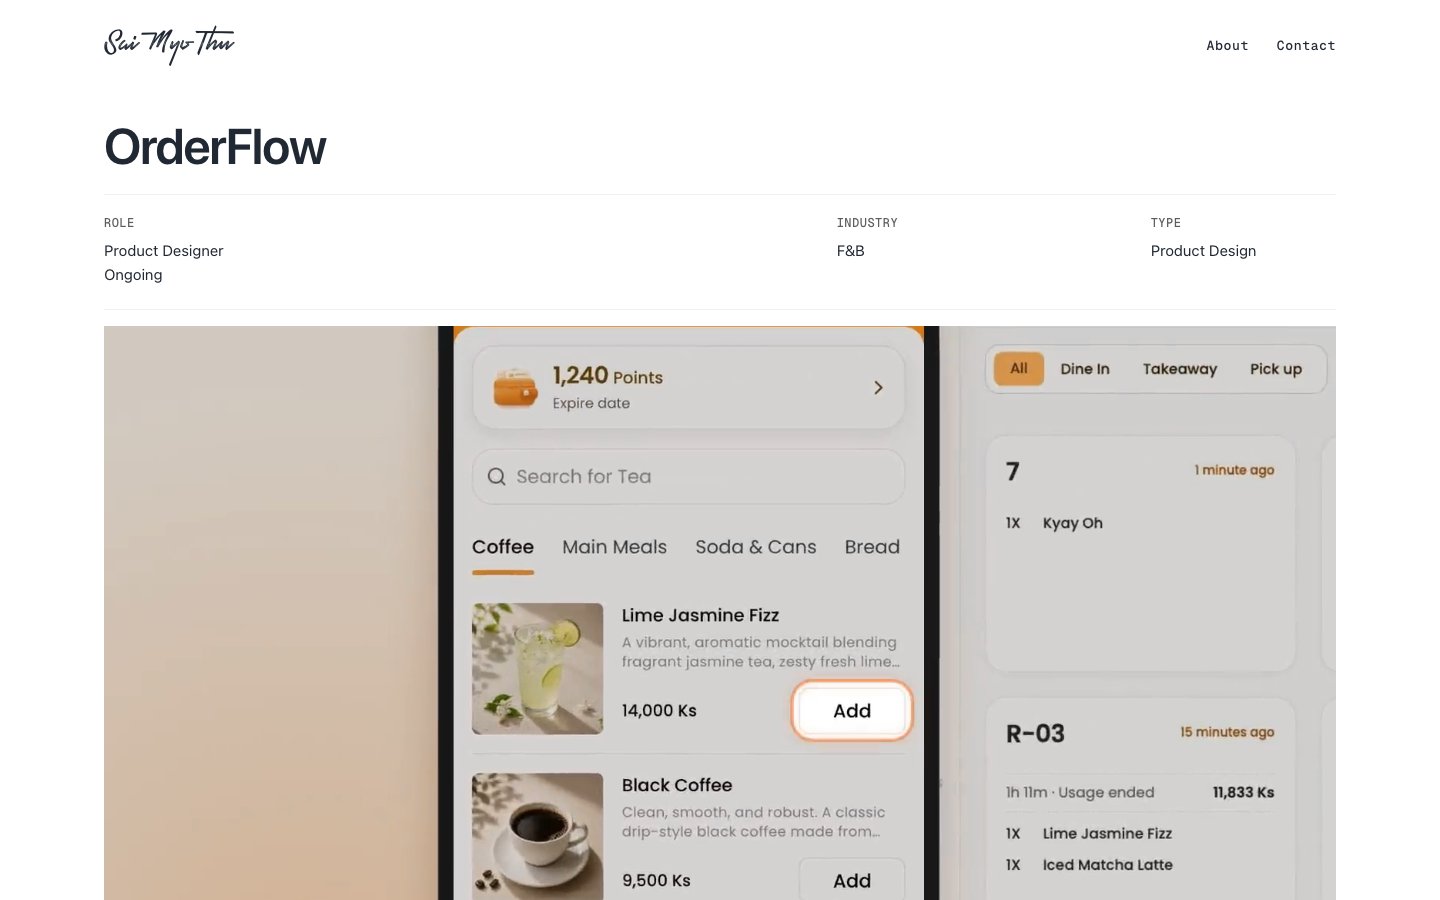 Sai Myo Thu
About
Contact
OrderFlow
ROLE
Product Designer
Ongoing
INDUSTRY
F&B
TYPE
Product Design
1,240 Points
Expire date
Search for Tea
Coffee
Main Meals
Soda & Cans
Bread
Lime Jasmine Fizz
A vibrant, aromatic mocktail blending
fragrant jasmine tea, zesty fresh lime...
14,000 Ks
Add
Black Coffee
Clean, smooth, and robust. A classic
drip-style black coffee made from...
9,500 Ks
Add
All
Dine In
Takeaway
Pick up
7
1 minute ago
1X Kyay Oh
R-03
15 minutes ago
1h 11m · Usage ended
11,833 Ks
1X Lime Jasmine Fizz
1X Iced Matcha Latte